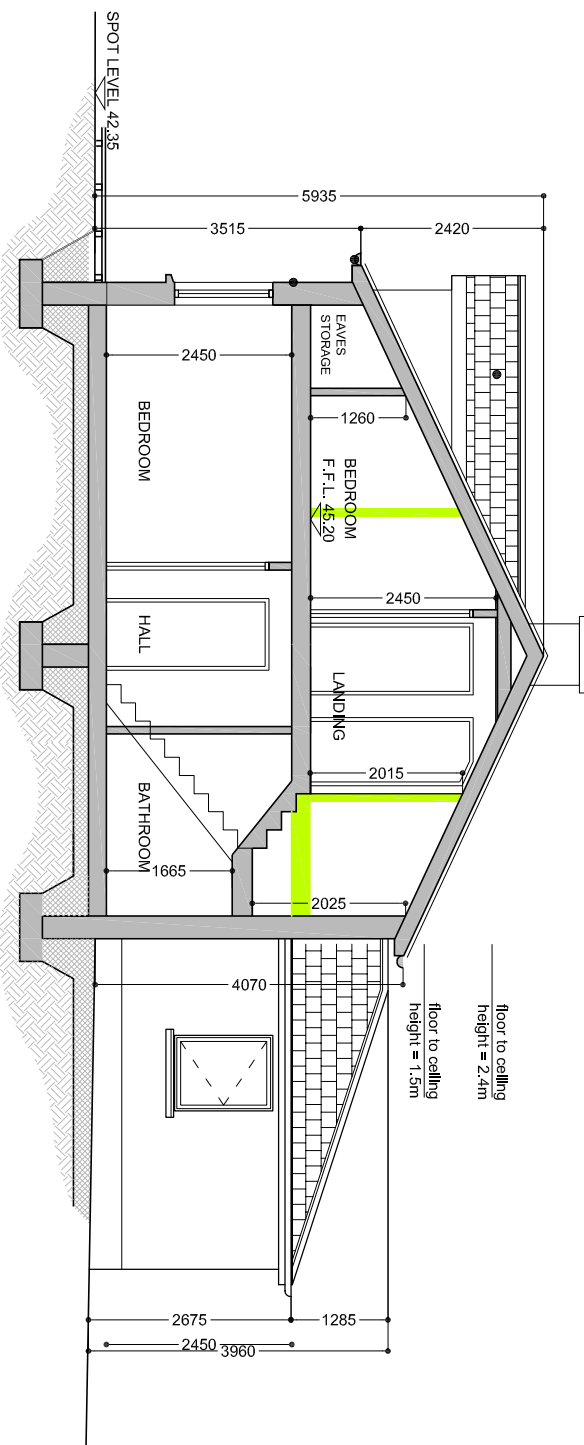 SPOT LEVEL 42.35
5935
3515
2420
EAVES
STORAGE
2450
1260
BEDROOM
BEDROOM
F.F.L. 45.20
2450
HALL
LANDING
2015
BATHROOM
1665
2025
4070
floor to ceiling
height = 1.5m
floor to ceiling
height = 2.4m
2675
1285
2450
3960